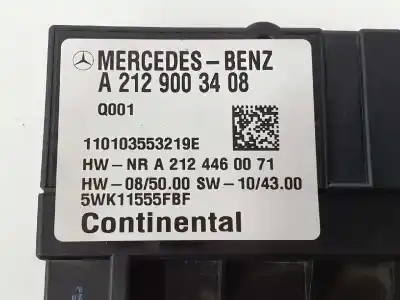 MERCEDES-BENZ
A 212 900 34 08
Q001
110103553219E
HW-NR A 212 446 00 71
HW-08/50.00 SW-10/43.00
5WK11555FBF
Continental